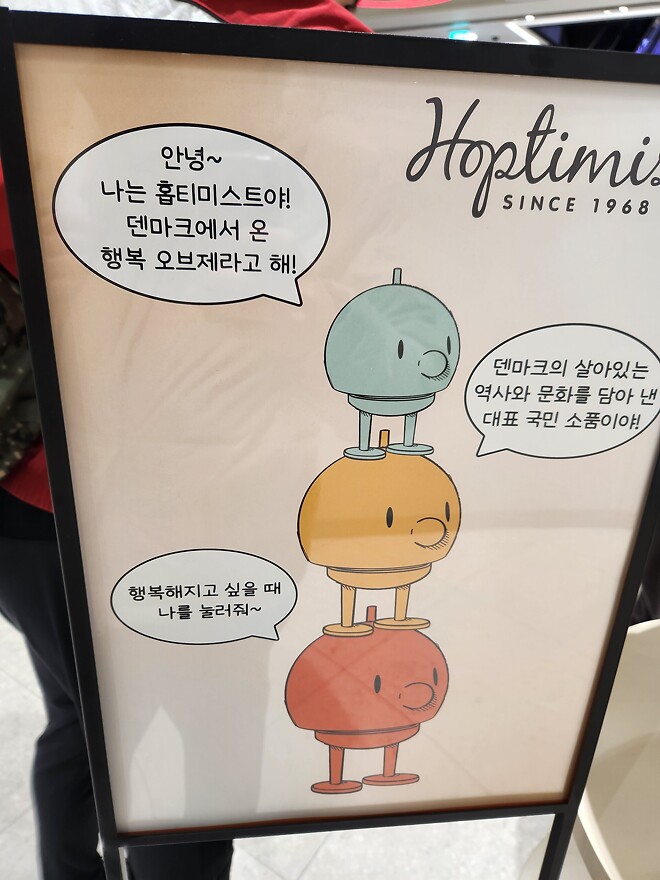 Hoptimis
SINCE 1968
안녕~
나는 홉티미스트야!
덴마크에서 온
행복 오브제라고 해!
덴마크의 살아있는
역사와 문화를 담아 낸
대표 국민 소품이야!
행복해지고 싶을 때
나를 눌러줘~